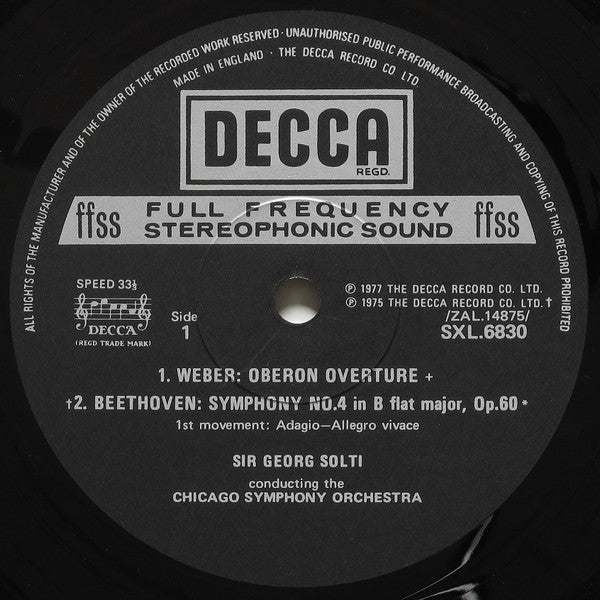 ALL RIGHTS OF THE MANUFACTURER AND OF THE OWNER OF THE RECORDED WORK RESERVED · UNAUTHORISED PUBLIC PERFORMANCE BROADCASTING AND COPYING OF THIS RECORD PROHIBITED
MADE IN ENGLAND · THE DECCA RECORD CO LTD
DECCA
REGD.
ffss FULL FREQUENCY ffss
STEREOPHONIC SOUND
SPEED 33⅓
DECCA
(REGD TRADE MARK)
Side
1
℗ 1977 THE DECCA RECORD CO. LTD.
℗ 1975 THE DECCA RECORD CO. LTD.†
/ZAL.14875/
SXL.6830
1. WEBER: OBERON OVERTURE +
†2. BEETHOVEN: SYMPHONY NO.4 in B flat major, Op.60 *
1st movement: Adagio—Allegro vivace
SIR GEORG SOLTI
conducting the
CHICAGO SYMPHONY ORCHESTRA